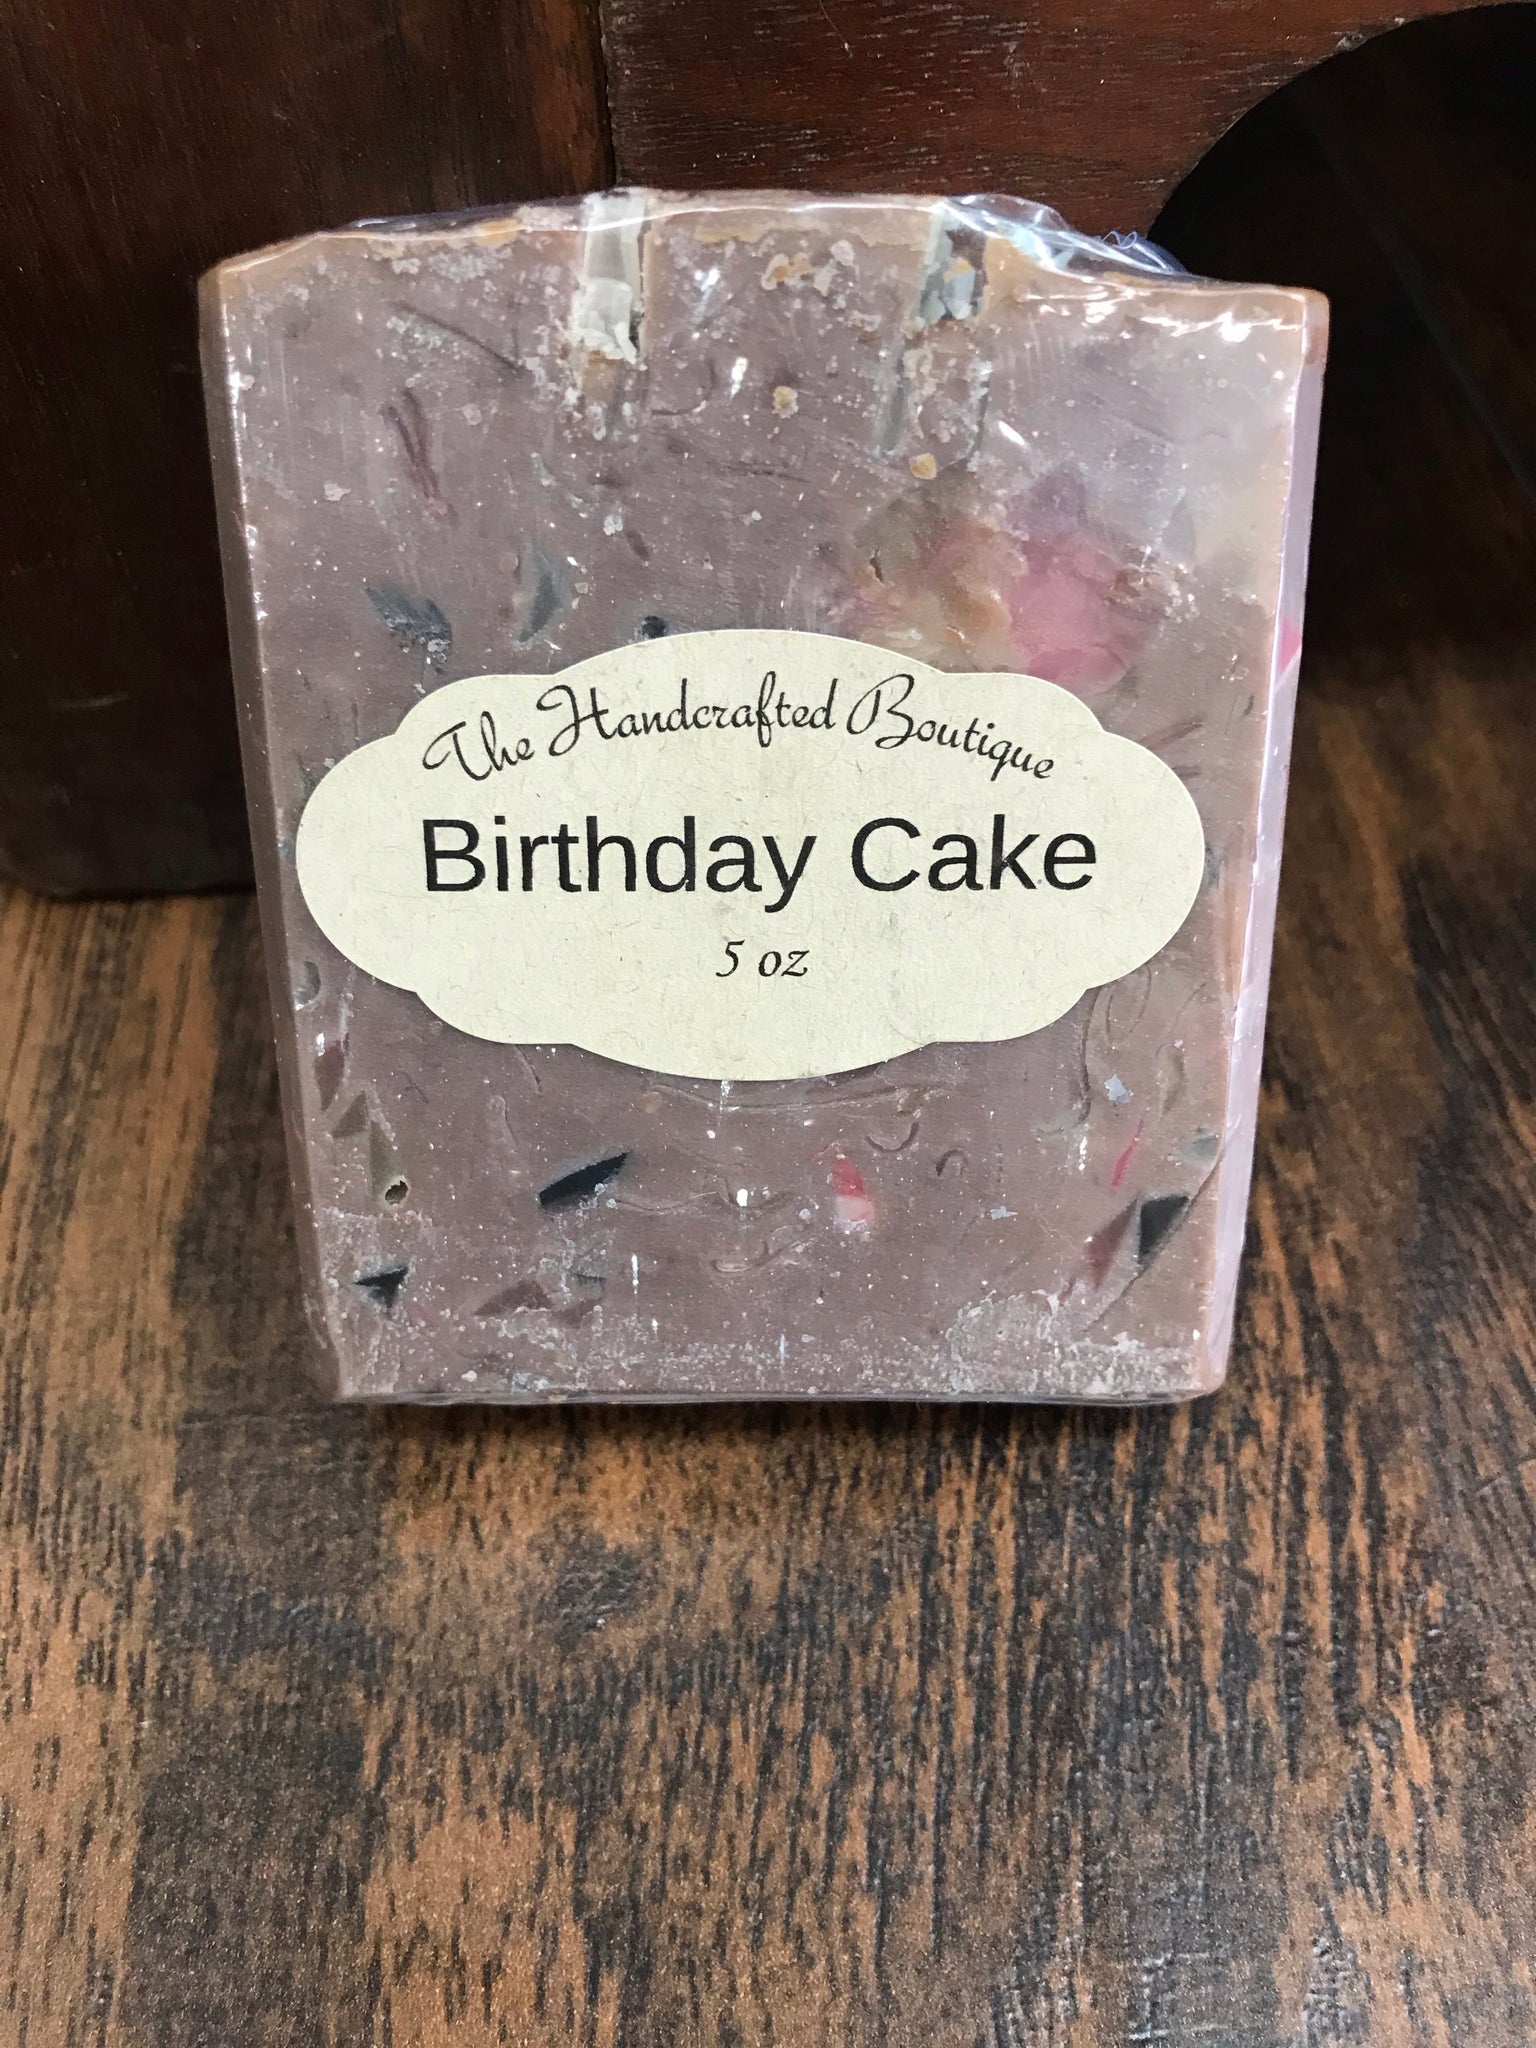 The Handcrafted Boutique
Birthday Cake
5 oz